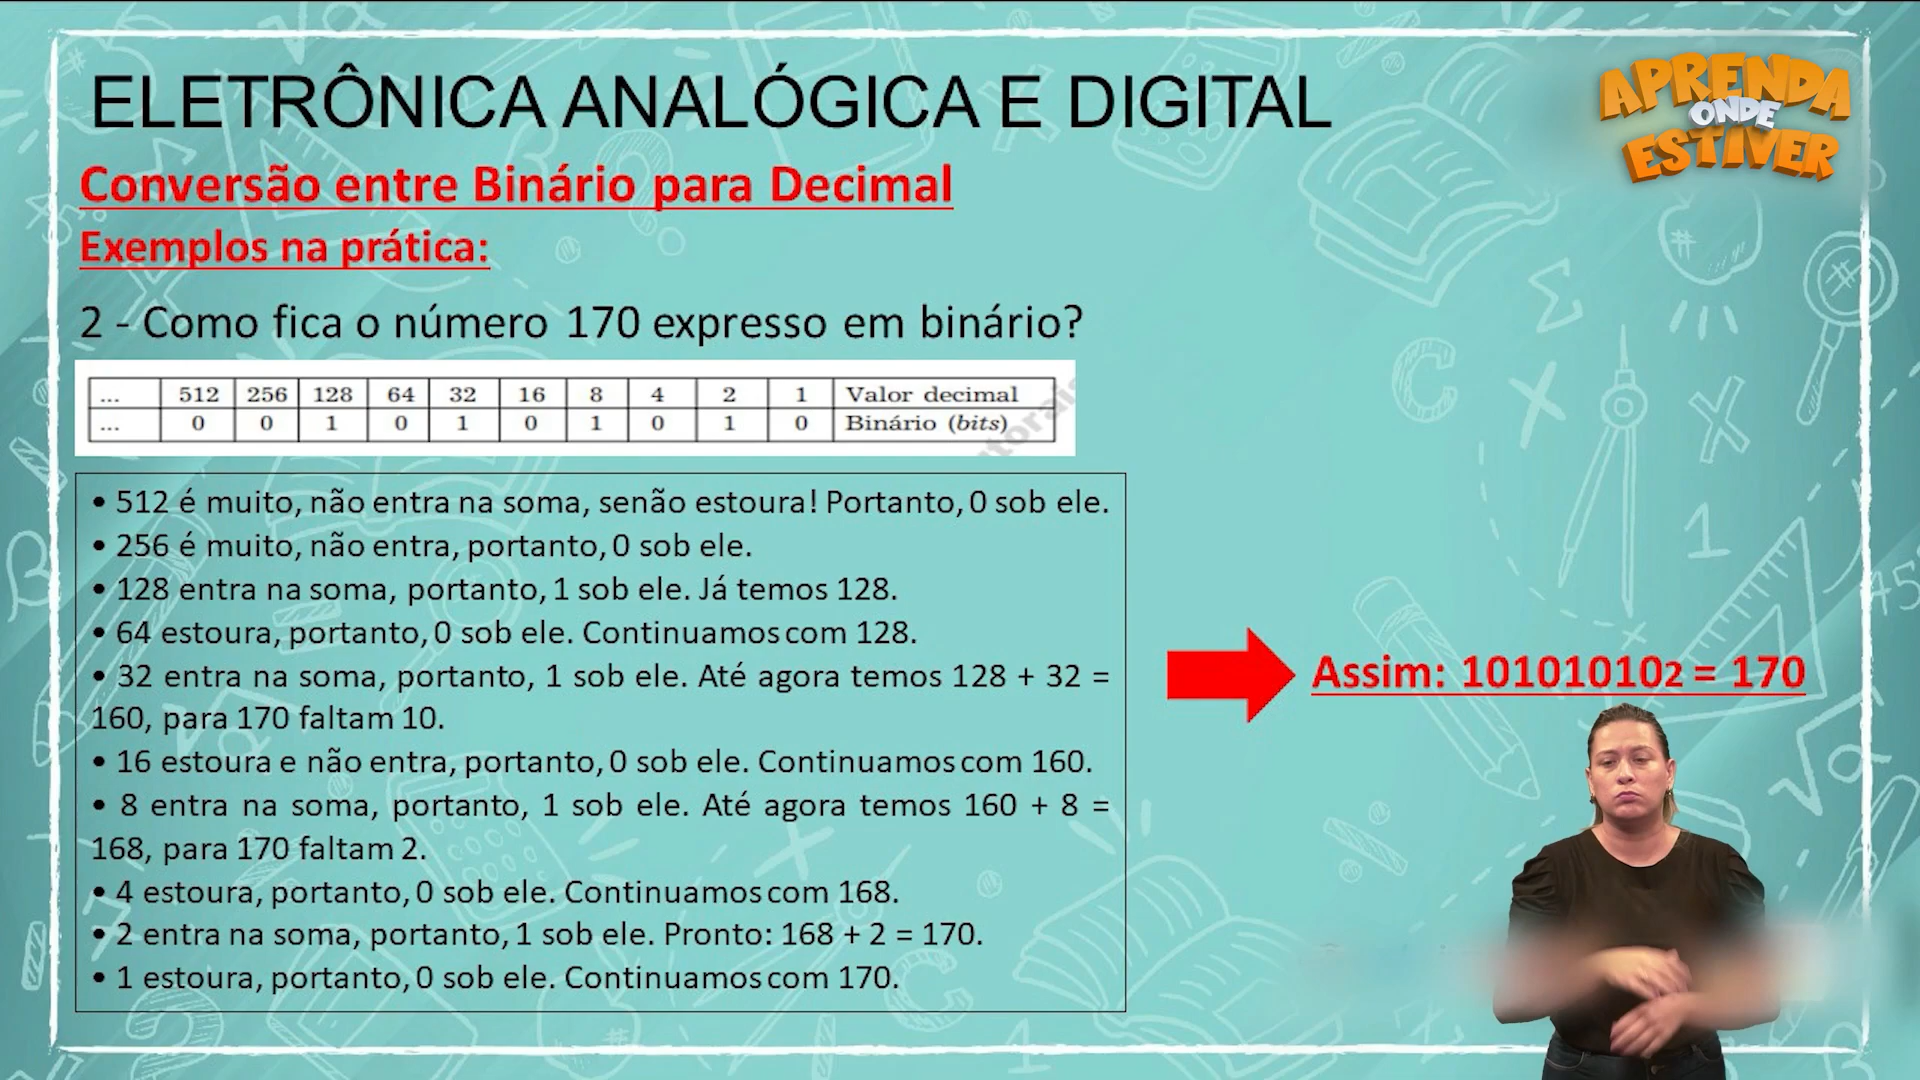 ELETRÔNICA ANALÓGICA E DIGITAL
APRENDA
ONDE
ESTIVER
Conversão entre Binário para Decimal
Exemplos na prática:
2 - Como fica o número 170 expresso em binário?
... 512 256 128 64 32 16 8 4 2 1 Valor decimal
... 0 0 1 0 1 0 1 0 1 0 Binário (bits)
• 512 é muito, não entra na soma, senão estoura! Portanto, 0 sob ele.
• 256 é muito, não entra, portanto, 0 sob ele.
• 128 entra na soma, portanto, 1 sob ele. Já temos 128.
• 64 estoura, portanto, 0 sob ele. Continuamos com 128.
• 32 entra na soma, portanto, 1 sob ele. Até agora temos 128 + 32 =
160, para 170 faltam 10.
• 16 estoura e não entra, portanto, 0 sob ele. Continuamos com 160.
• 8 entra na soma, portanto, 1 sob ele. Até agora temos 160 + 8 =
168, para 170 faltam 2.
• 4 estoura, portanto, 0 sob ele. Continuamos com 168.
• 2 entra na soma, portanto, 1 sob ele. Pronto: 168 + 2 = 170.
• 1 estoura, portanto, 0 sob ele. Continuamos com 170.
Assim: 10101010₂ = 170